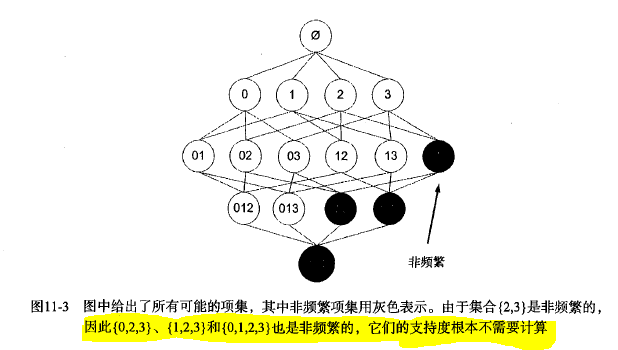 Ø
0 1 2 3
01 02 03 12 13
012 013
非频繁
图11-3 图中给出了所有可能的项集，其中非频繁项集用灰色表示。由于集合{2,3}是非频繁的，
因此{0,2,3}、{1,2,3}和{0,1,2,3}也是非频繁的，它们的支持度根本不需要计算